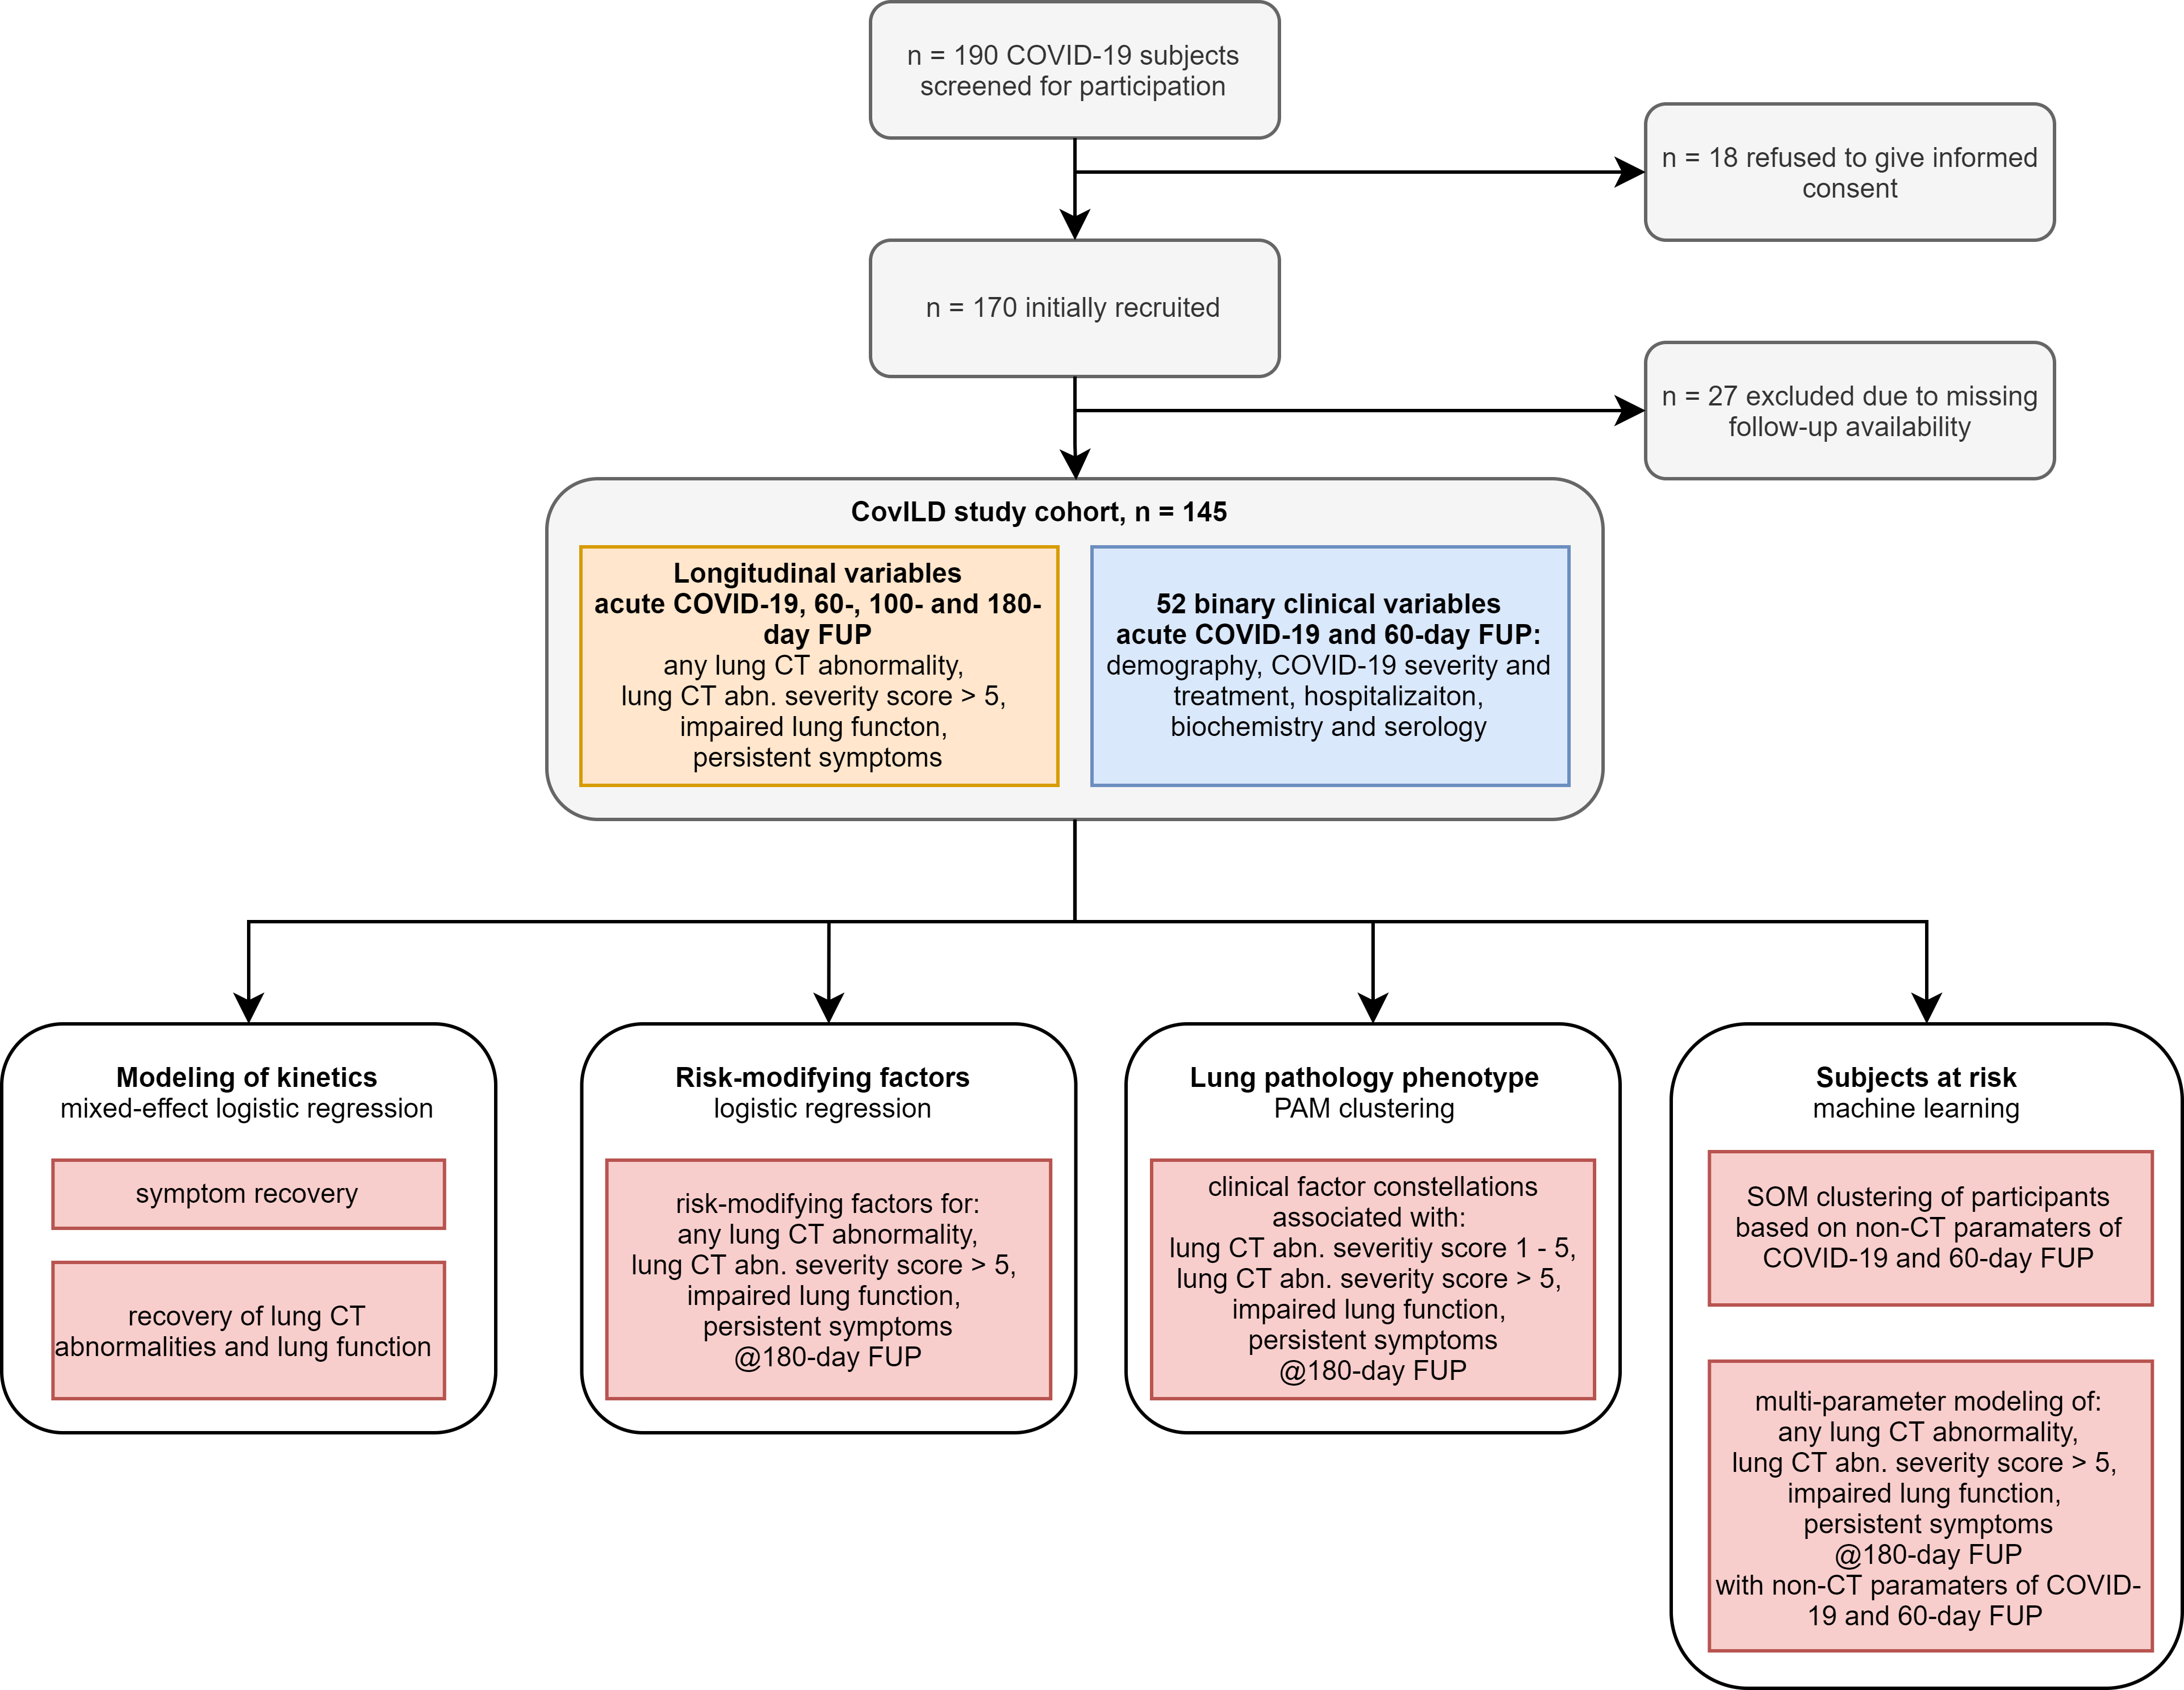 n = 190 COVID-19 subjects
screened for participation
n = 18 refused to give informed
consent
n = 170 initially recruited
n = 27 excluded due to missing
follow-up availability
CovILD study cohort, n = 145
Longitudinal variables
acute COVID-19, 60-, 100- and 180-
day FUP
any lung CT abnormality,
lung CT abn. severity score > 5,
impaired lung functon,
persistent symptoms
52 binary clinical variables
acute COVID-19 and 60-day FUP:
demography, COVID-19 severity and
treatment, hospitalizaiton,
biochemistry and serology
Modeling of kinetics
mixed-effect logistic regression
symptom recovery
recovery of lung CT
abnormalities and lung function
Risk-modifying factors
logistic regression
risk-modifying factors for:
any lung CT abnormality,
lung CT abn. severity score > 5,
impaired lung function,
persistent symptoms
@180-day FUP
Lung pathology phenotype
PAM clustering
clinical factor constellations
associated with:
lung CT abn. severitiy score 1 - 5,
lung CT abn. severity score > 5,
impaired lung function,
persistent symptoms
@180-day FUP
Subjects at risk
machine learning
SOM clustering of participants
based on non-CT paramaters of
COVID-19 and 60-day FUP
multi-parameter modeling of:
any lung CT abnormality,
lung CT abn. severity score > 5,
impaired lung function,
persistent symptoms
@180-day FUP
with non-CT paramaters of COVID-
19 and 60-day FUP